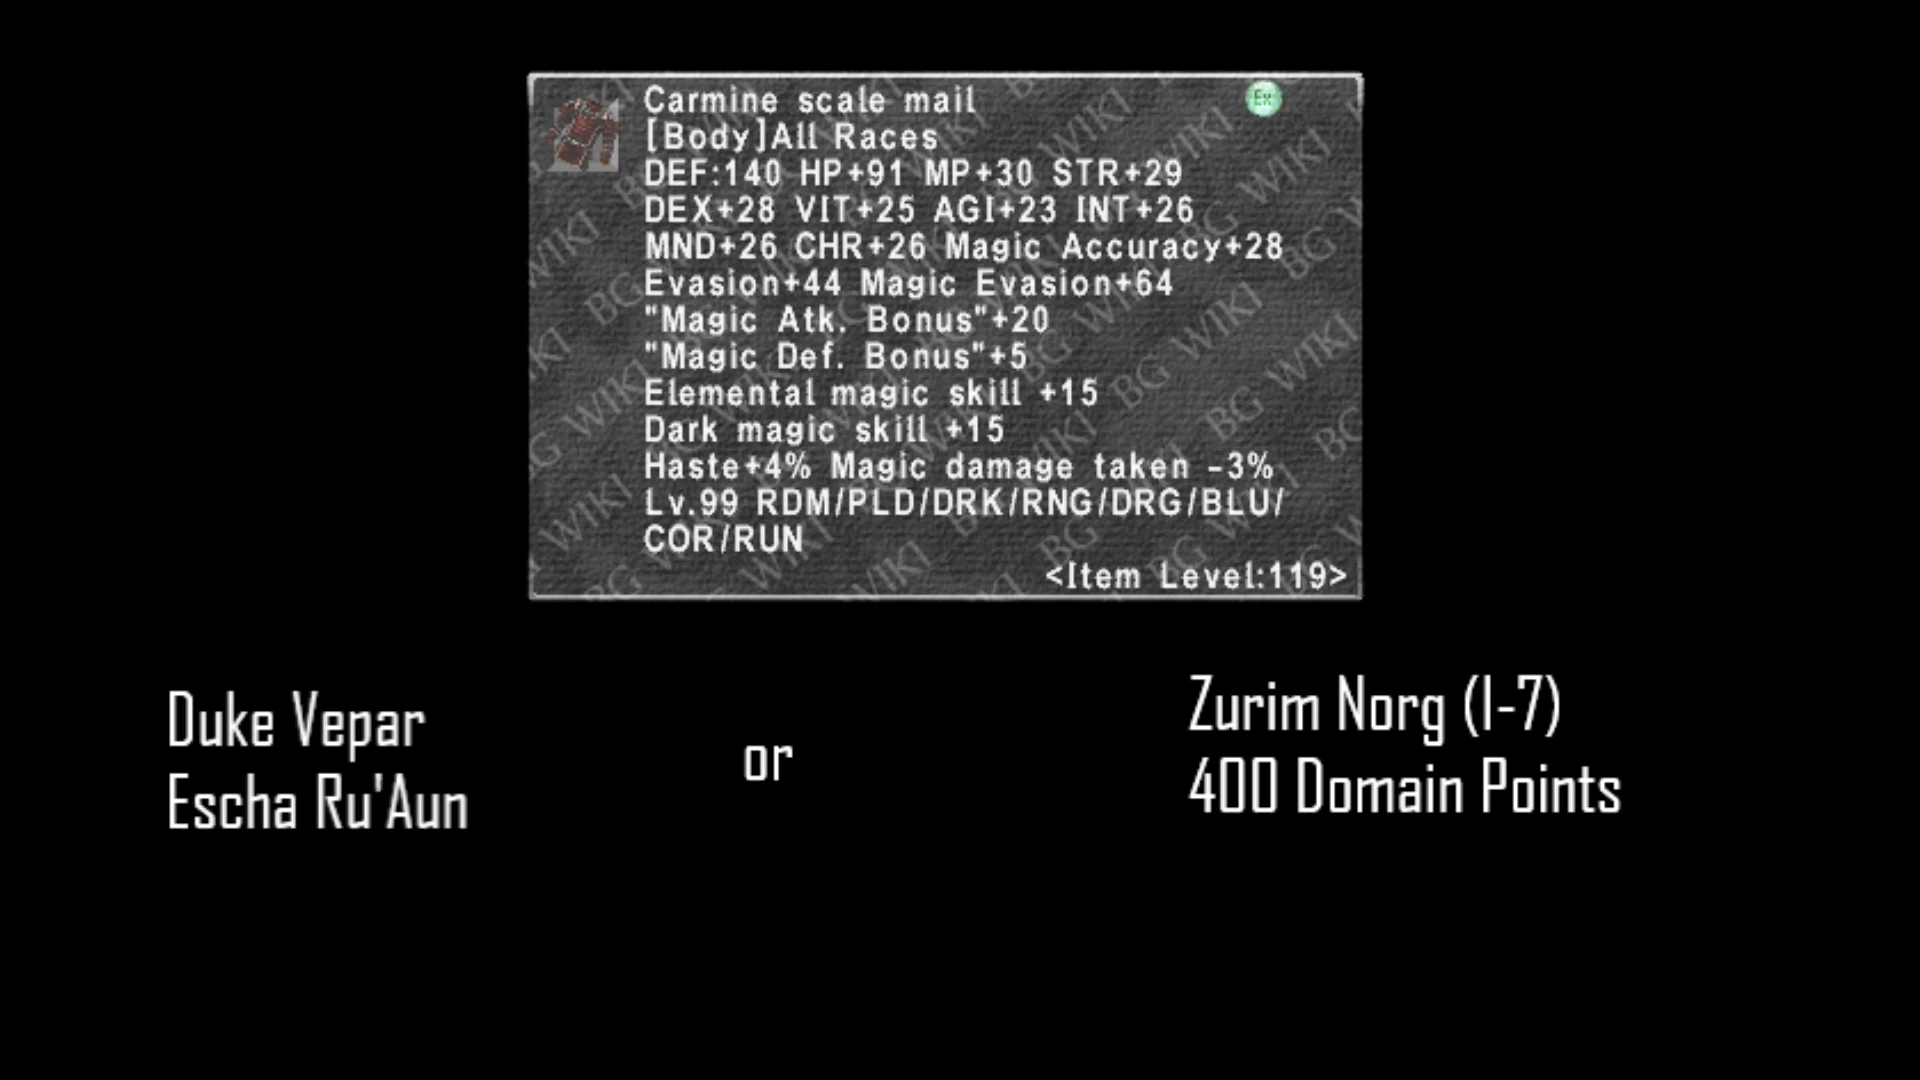 Carmine scale mail
Ex
[Body]All Races
DEF:140 HP+91 MP+30 STR+29
DEX+28 VIT+25 AGI+23 INT+26
MND+26 CHR+26 Magic Accuracy+28
Evasion+44 Magic Evasion+64
"Magic Atk. Bonus"+20
"Magic Def. Bonus"+5
Elemental magic skill +15
Dark magic skill +15
Haste+4% Magic damage taken -3%
Lv.99 RDM/PLD/DRK/RNG/DRG/BLU/
COR/RUN
<Item Level:119>
BG WIKI
Duke Vepar
Escha Ru'Aun
or
Zurim Norg (I-7)
400 Domain Points